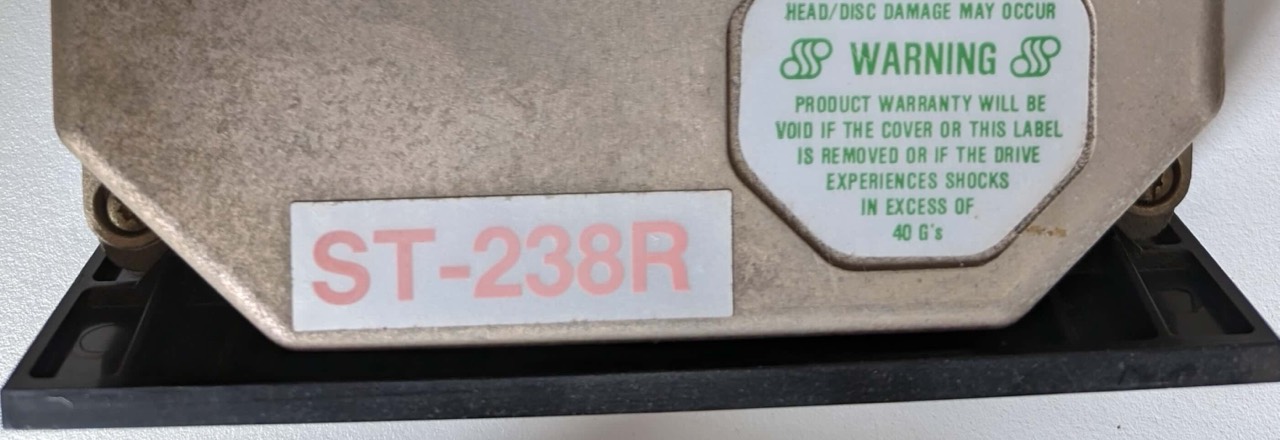 HEAD/DISC DAMAGE MAY OCCUR
WARNING
PRODUCT WARRANTY WILL BE
VOID IF THE COVER OR THIS LABEL
IS REMOVED OR IF THE DRIVE
EXPERIENCES SHOCKS
IN EXCESS OF
40 G's
ST-238R